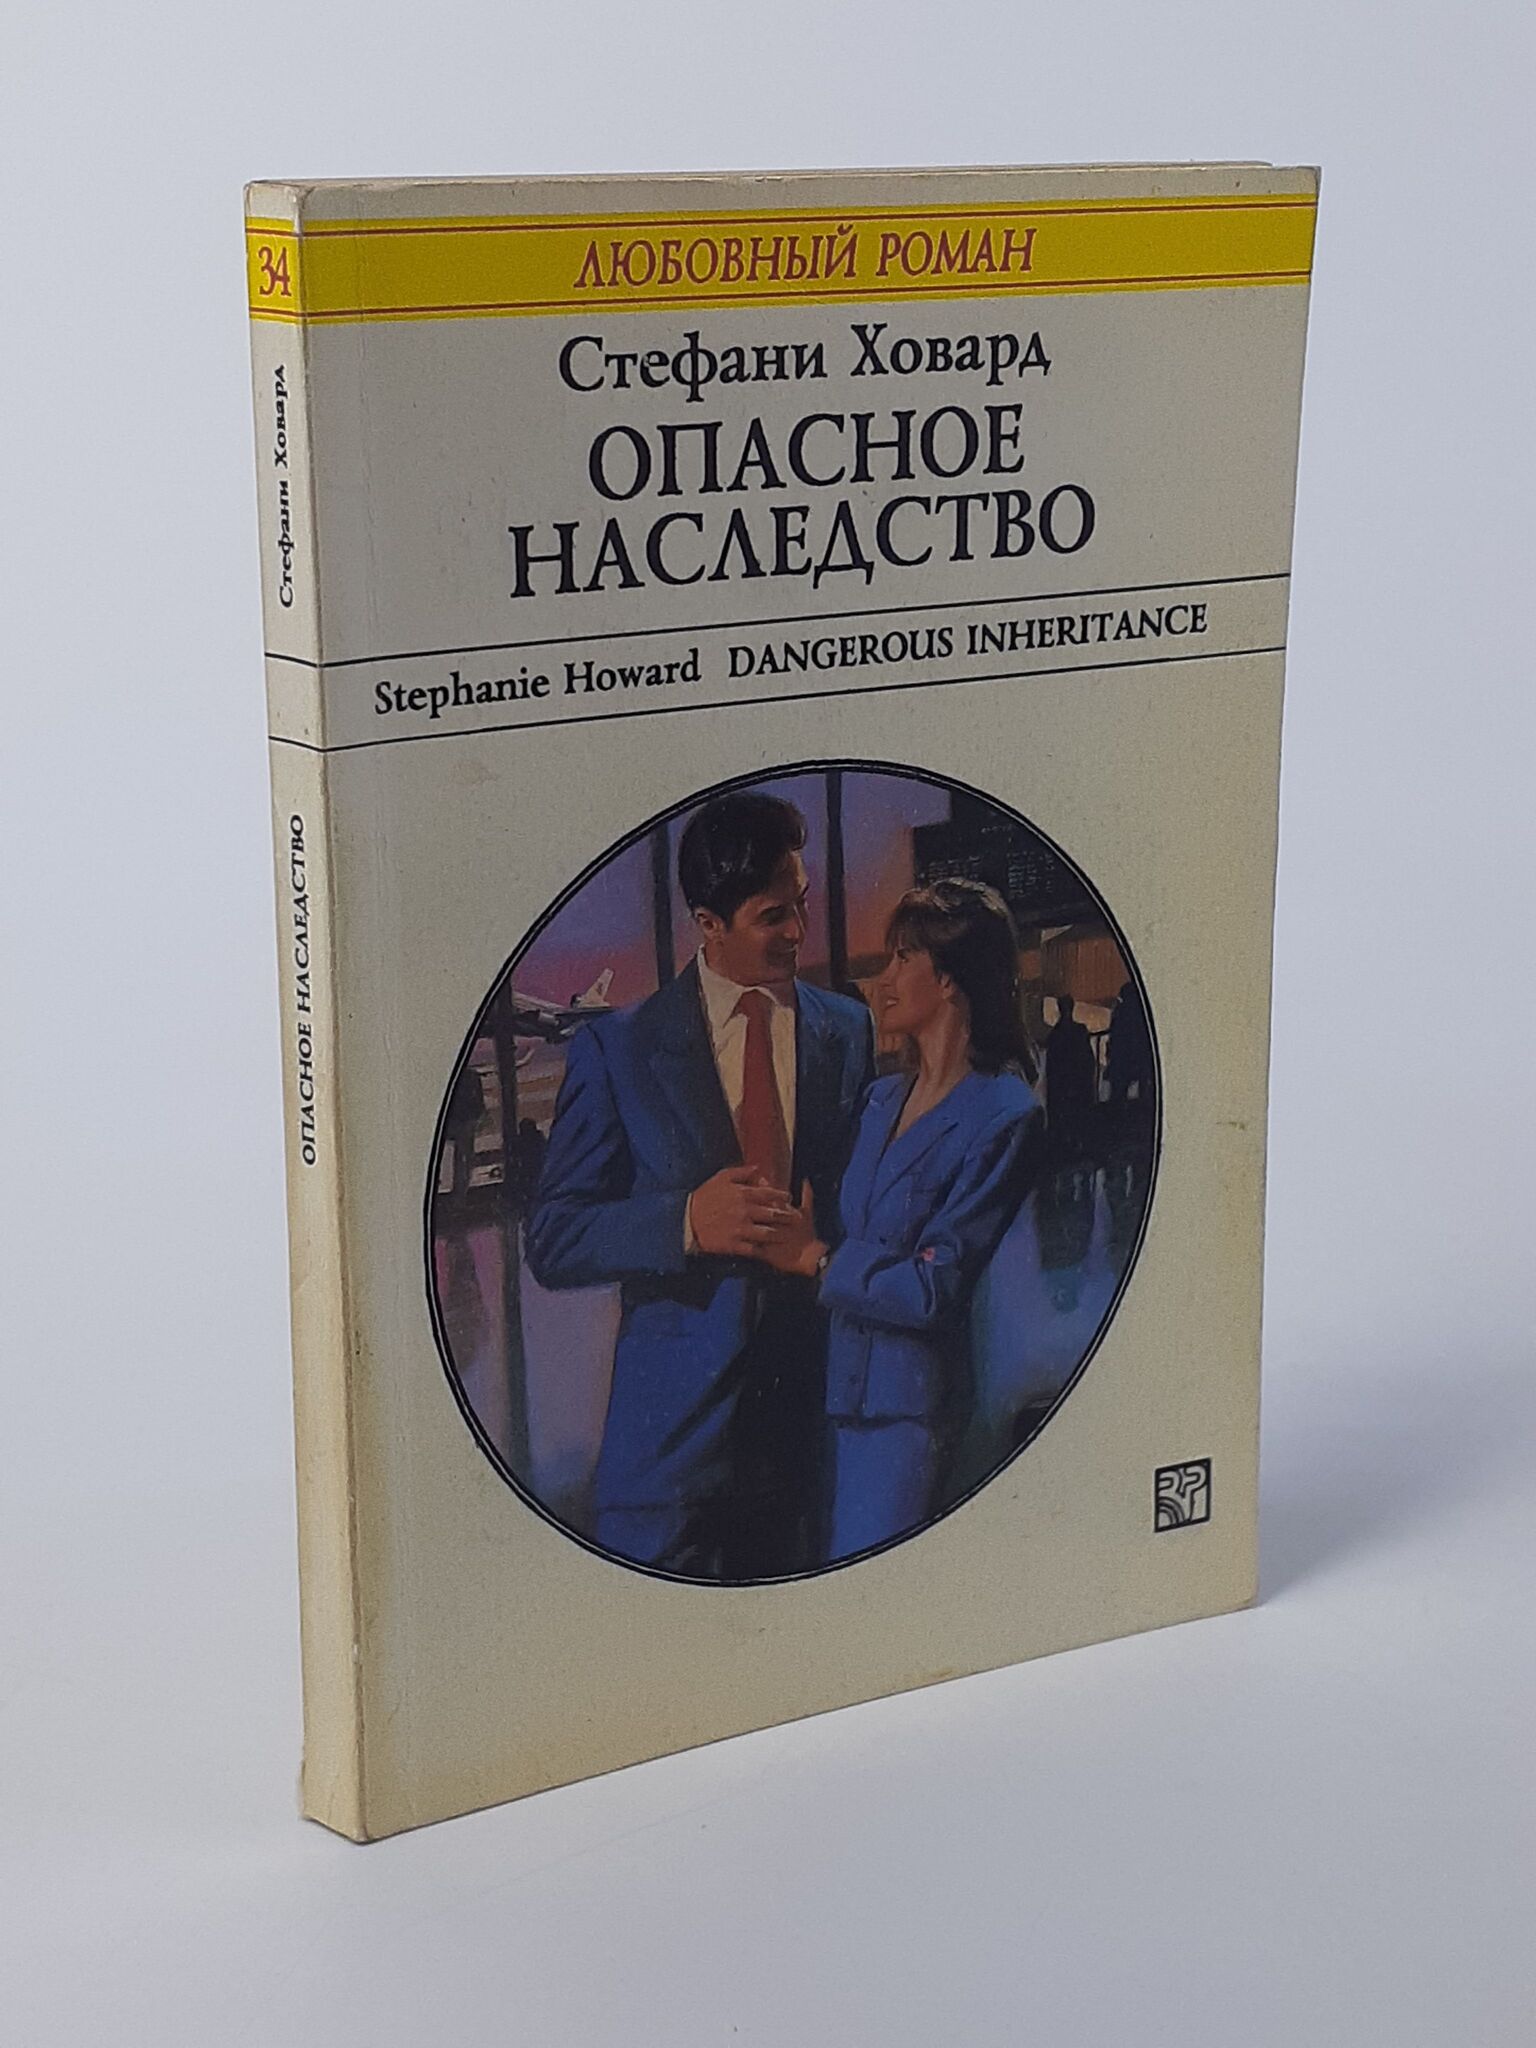 34
ЛЮБОВНЫЙ РОМАН
Стефани Ховард
ОПАСНОЕ
НАСЛЕДСТВО
Stephanie Howard DANGEROUS INHERITANCE
Стефани Ховард
ОПАСНОЕ НАСЛЕДСТВО